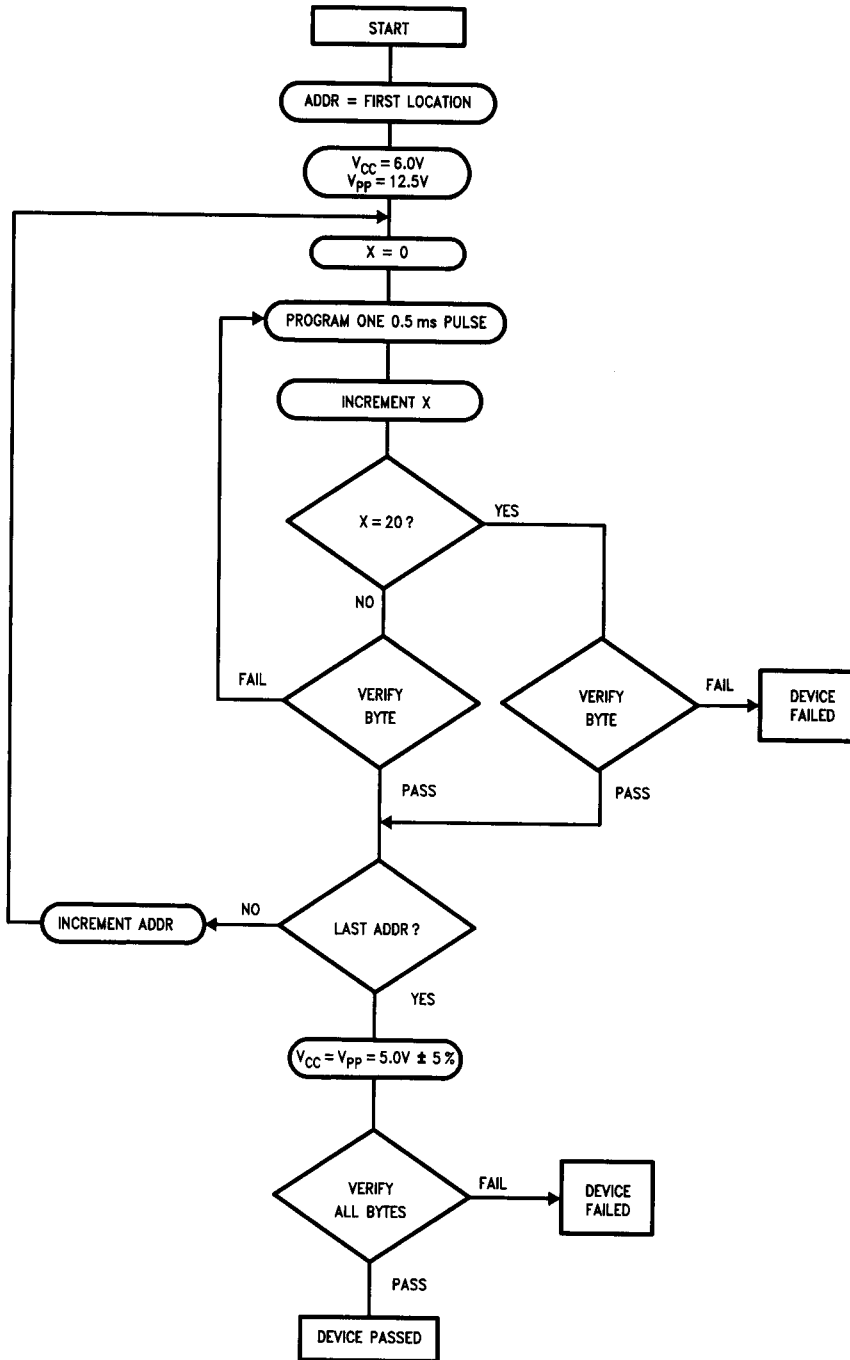 START
ADDR = FIRST LOCATION
VCC = 6.0V
VPP = 12.5V
X = 0
PROGRAM ONE 0.5 ms PULSE
INCREMENT X
X = 20 ?
YES
NO
FAIL
VERIFY
BYTE
VERIFY
BYTE
FAIL
DEVICE
FAILED
PASS
PASS
INCREMENT ADDR
NO
LAST ADDR ?
YES
VCC = VPP = 5.0V ± 5%
VERIFY
ALL BYTES
FAIL
DEVICE
FAILED
PASS
DEVICE PASSED